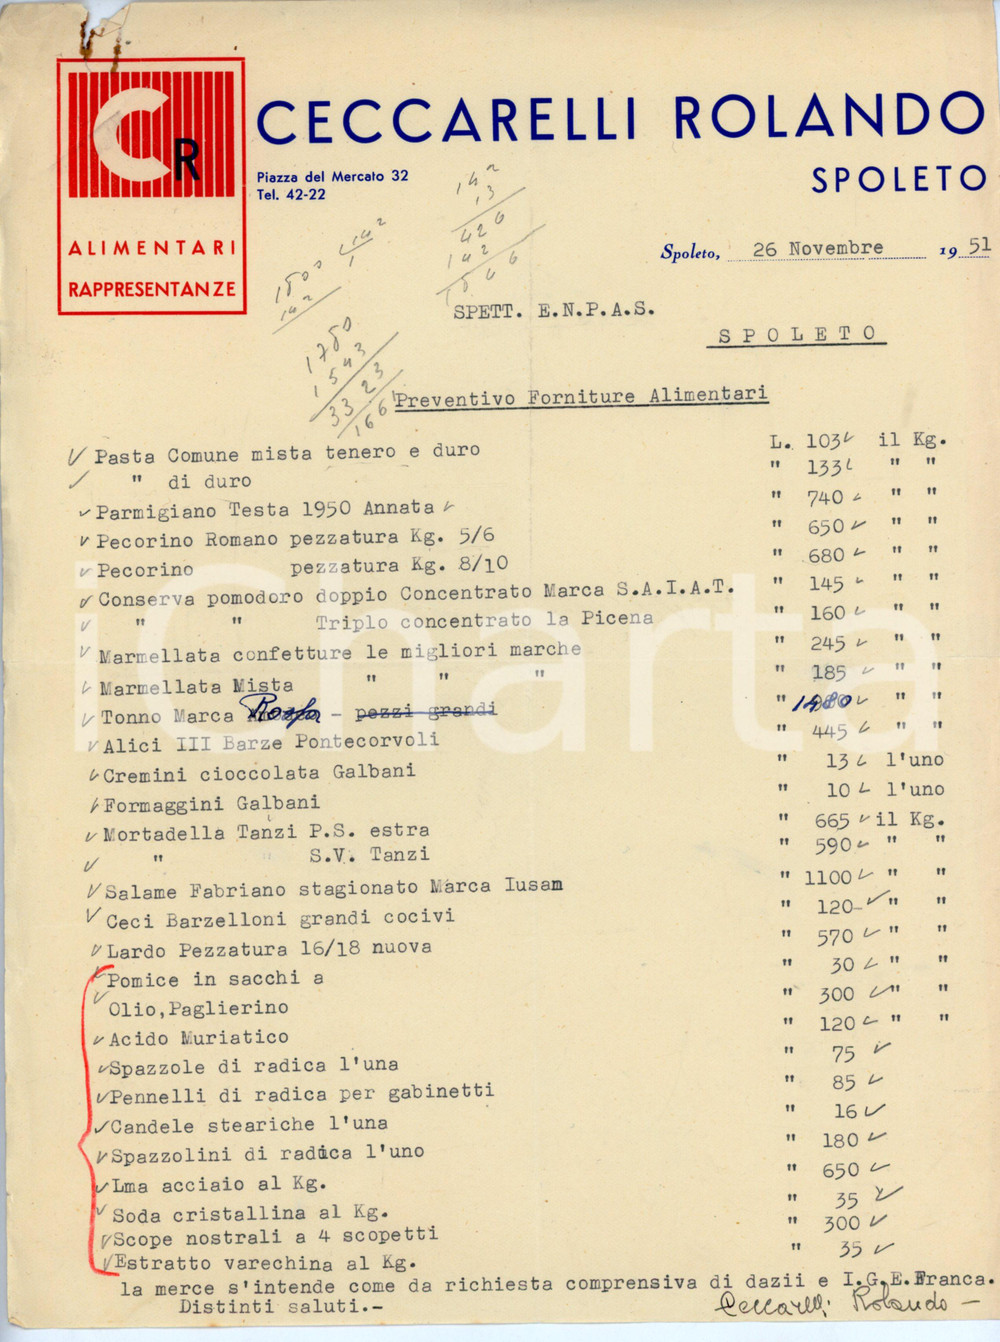 CR
ALIMENTARI
RAPPRESENTANZE
CECCARELLI ROLANDO
SPOLETO
Piazza del Mercato 32
Tel. 42-22
Spoleto, 26 Novembre 1951
142
3
426
142
1780
1543
3323
166
SPETT. E.N.P.A.S.
SPOLETO
Preventivo Forniture Alimentari
Pasta Comune mista tenero e duro L. 103 il Kg.
" di duro " 133 " "
Parmigiano Testa 1950 Annata " 740 " "
Pecorino Romano pezzatura Kg. 5/6 " 650 " "
Pecorino pezzatura Kg. 8/10 " 680 " "
Conserva pomodoro doppio Concentrato Marca S.A.I.A.T. " 145 " "
" " Triplo concentrato la Picena " 160 " "
Marmellata confetture le migliori marche " 245 " "
Marmellata Mista " " " " 185 " "
Tonno Marca - pezzi grandi " 1480 " "
Alici III Barze Pontecorvoli " 445 " "
Cremini cioccolata Galbani " 13 l'uno
Formaggini Galbani " 10 l'uno
Mortadella Tanzi P.S. estra " 665 il Kg.
" " S.V. Tanzi " 590 " "
Salame Fabriano stagionato Marca Iusam " 1100 " "
Ceci Barzelloni grandi cocivi " 120 " "
Lardo Pezzatura 16/18 nuova " 570 " "
Pomice in sacchi a " 30 " "
Olio,Paglierino " 300 " "
Acido Muriatico " 120 " "
Spazzole di radica l'una " 75
Pennelli di radica per gabinetti " 85
Candele steariche l'una " 16
Spazzolini di radica l'uno " 180
Lma acciaio al Kg. " 650
Soda cristallina al Kg. " 35
Scope nostrali a 4 scopetti " 300
Estratto varechina al Kg. " 35
la merce s'intende come da richiesta comprensiva di dazii e I.G.E.Franca.
Distinti saluti.-
Ceccarelli Rolando -
iCharta